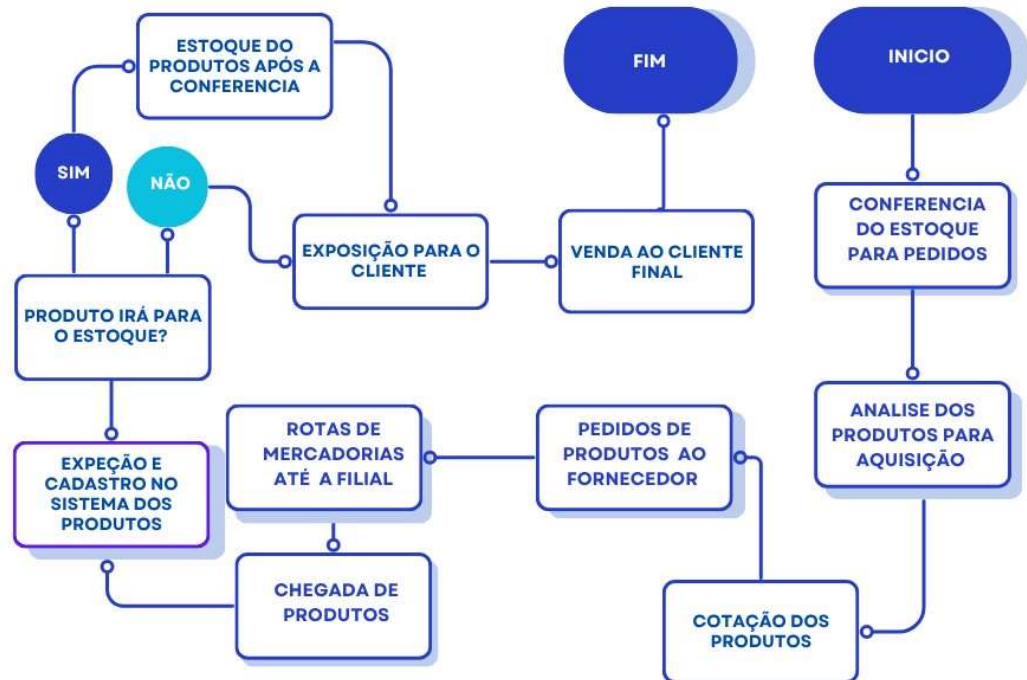 ESTOQUE DO
PRODUTOS APÓS A
CONFERENCIA
FIM
INICIO
SIM
NÃO
CONFERENCIA
DO ESTOQUE
PARA PEDIDOS
EXPOSIÇÃO PARA O
CLIENTE
VENDA AO CLIENTE
FINAL
PRODUTO IRÁ PARA
O ESTOQUE?
ROTAS DE
MERCADORIAS
ATÉ A FILIAL
PEDIDOS DE
PRODUTOS AO
FORNECEDOR
ANALISE DOS
PRODUTOS PARA
AQUISIÇÃO
EXPEÇÃO E
CADASTRO NO
SISTEMA DOS
PRODUTOS
CHEGADA DE
PRODUTOS
COTAÇÃO DOS
PRODUTOS